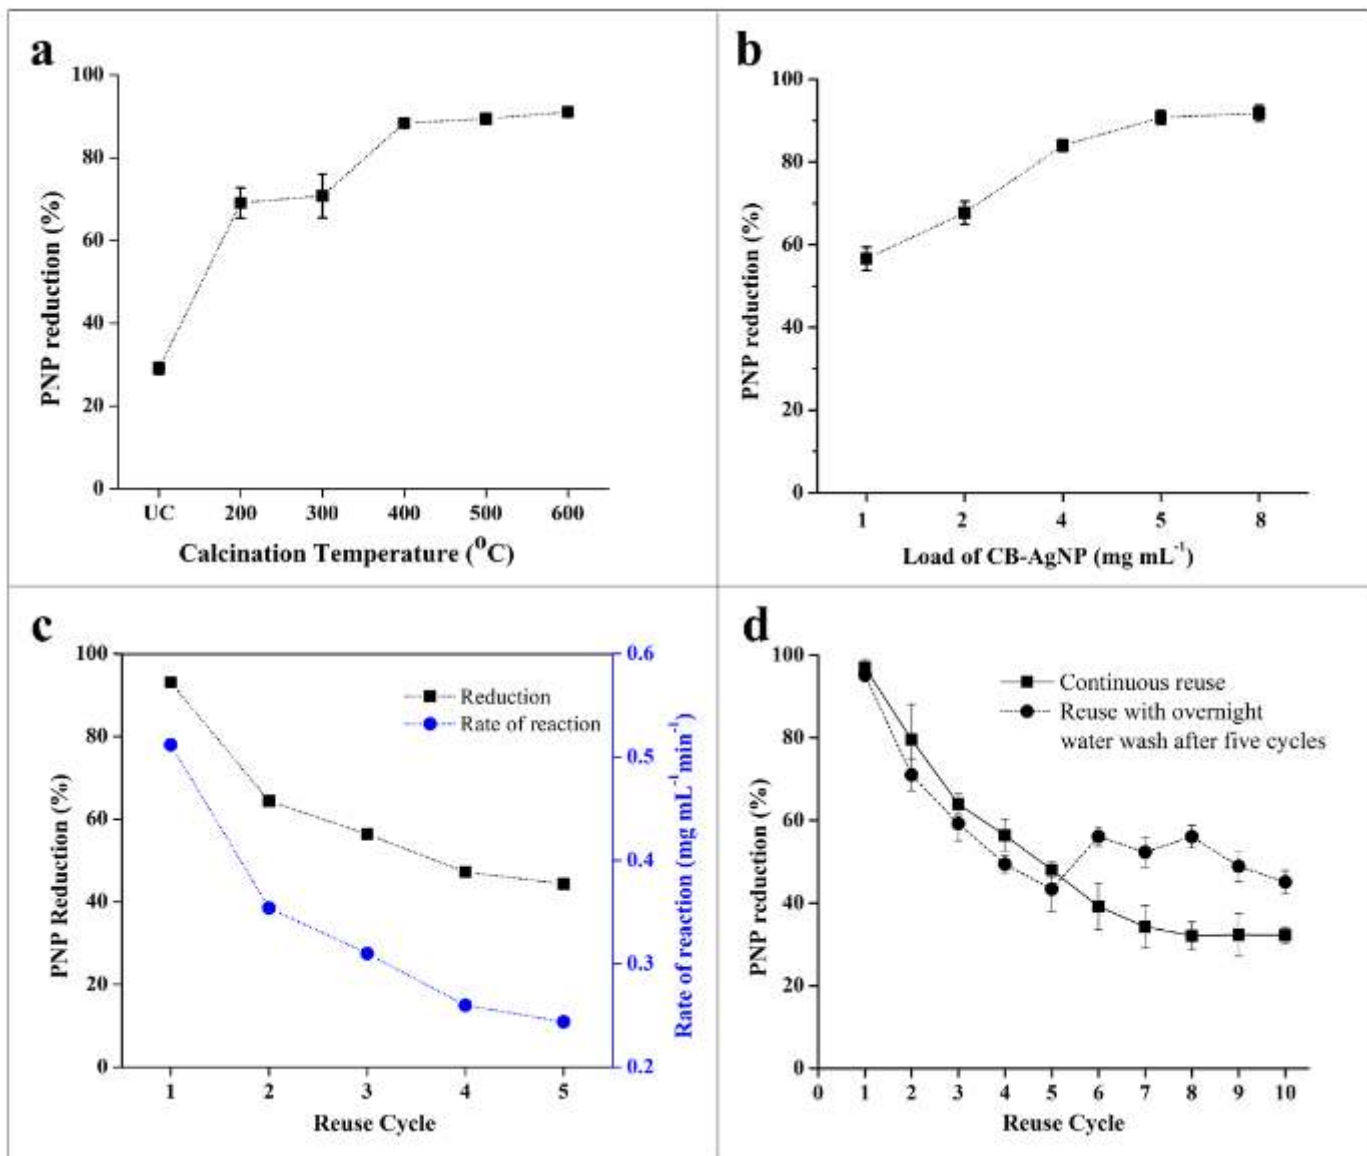 a
100
80
60
40
20
0
PNP reduction (%)
UC 200 300 400 500 600
Calcination Temperature (⁰C)
b
100
80
60
40
20
0
PNP reduction (%)
1 2 4 5 8
Load of CB-AgNP (mg mL⁻¹)
c
100
80
60
40
20
0
PNP Reduction (%)
Reduction
Rate of reaction
0.6
0.5
0.4
0.3
0.2
Rate of reaction (mg mL⁻¹min⁻¹)
1 2 3 4 5
Reuse Cycle
d
100
80
60
40
20
0
PNP reduction (%)
Continuous reuse
Reuse with overnight
water wash after five cycles
0 1 2 3 4 5 6 7 8 9 10
Reuse Cycle